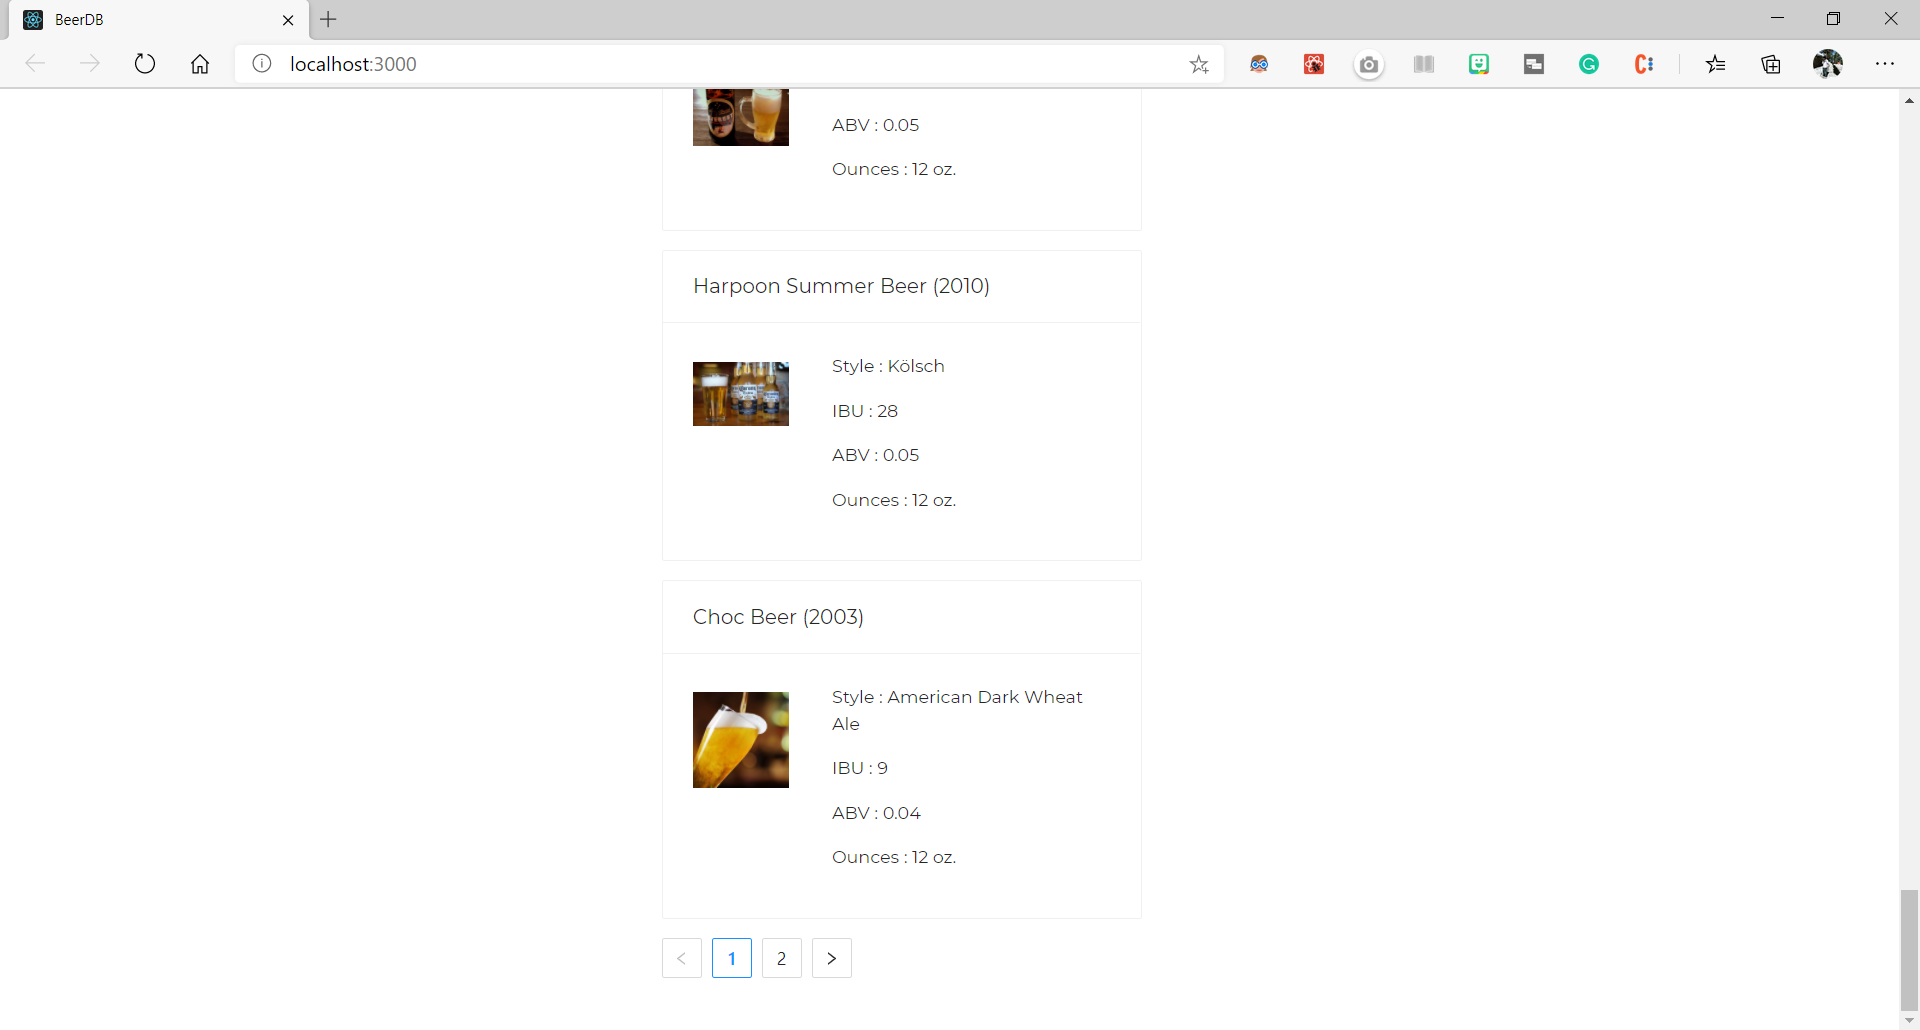 BeerDB
localhost:3000
ABV : 0.05
Ounces : 12 oz.
Harpoon Summer Beer (2010)
Style : Kölsch
IBU : 28
ABV : 0.05
Ounces : 12 oz.
Choc Beer (2003)
Style : American Dark Wheat
Ale
IBU : 9
ABV : 0.04
Ounces : 12 oz.
1 2